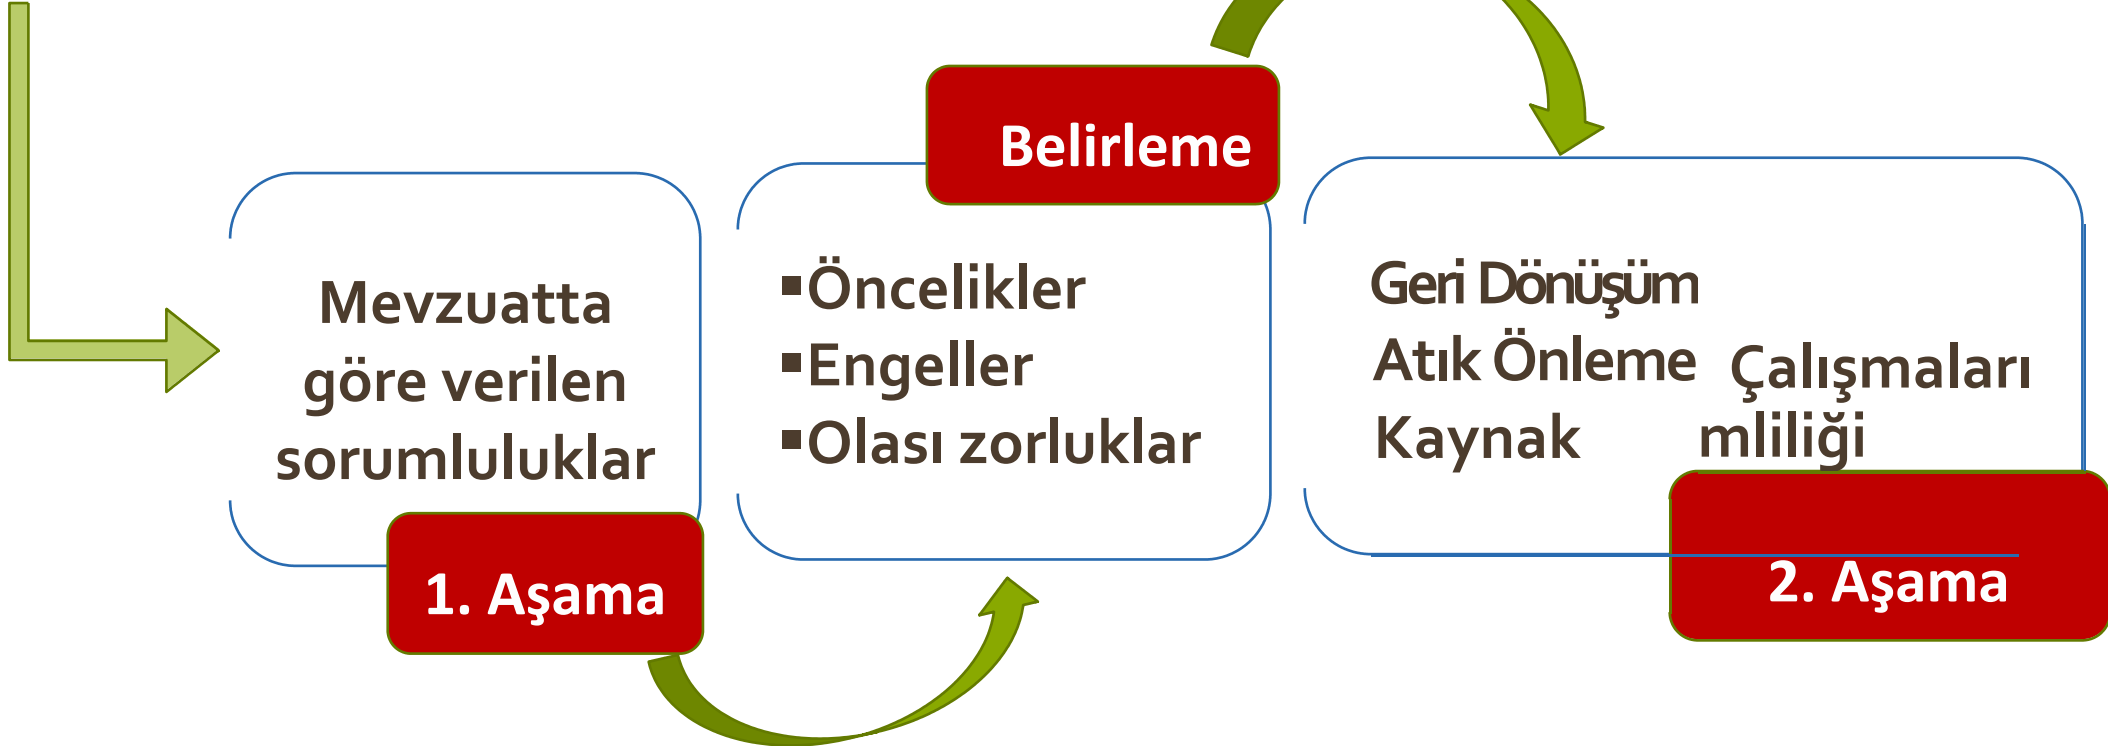 Mevzuatta
göre verilen
sorumluluklar
1. Aşama
Belirleme
▪Öncelikler
▪Engeller
▪Olası zorluklar
Geri Dönüşüm
Atık Önleme Çalışmaları
Kaynak mliliği
2. Aşama